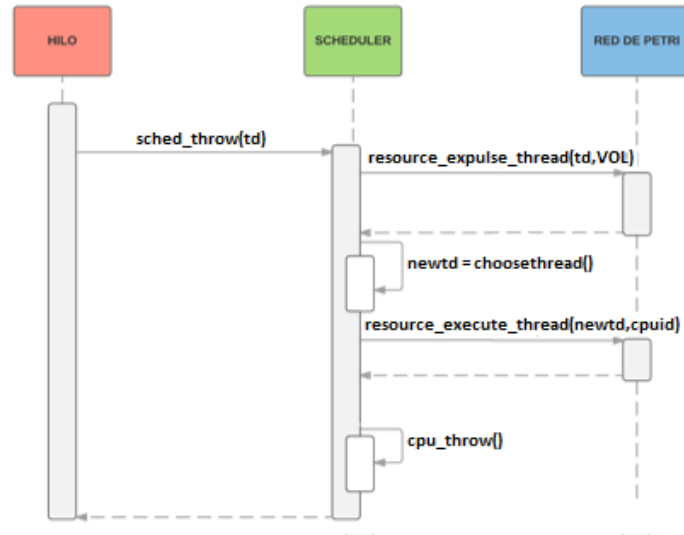 HILO
SCHEDULER
RED DE PETRI
sched_throw(td)
resource_expulse_thread(td,VOL)
newtd = choosethread()
resource_execute_thread(newtd,cpuid)
cpu_throw()